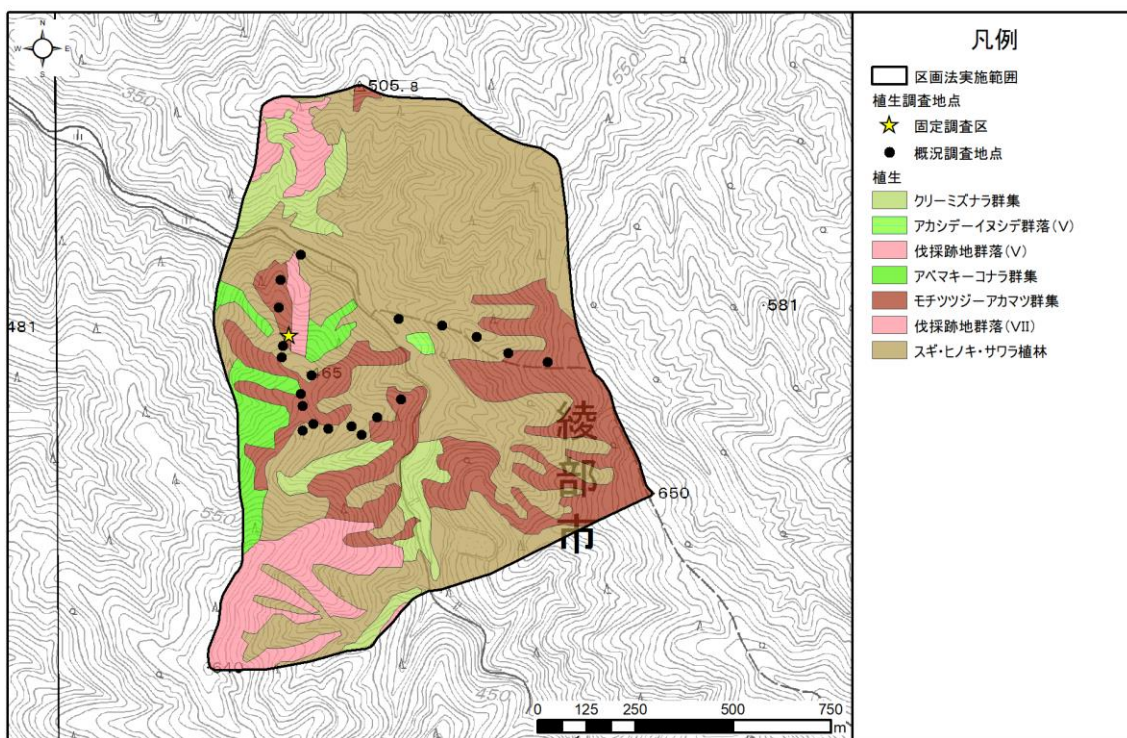 N
W E
S
350
505.8
550
581
481
465
綾部市
550
650
640
450
0 125 250 500 750
m
凡例
区画法実施範囲
植生調査地点
固定調査区
概況調査地点
植生
クリーミズナラ群集
アカシデーイヌシデ群落(V)
伐採跡地群落(V)
アベマキーコナラ群集
モチツツジーアカマツ群集
伐採跡地群落(VII)
スギ・ヒノキ・サワラ植林